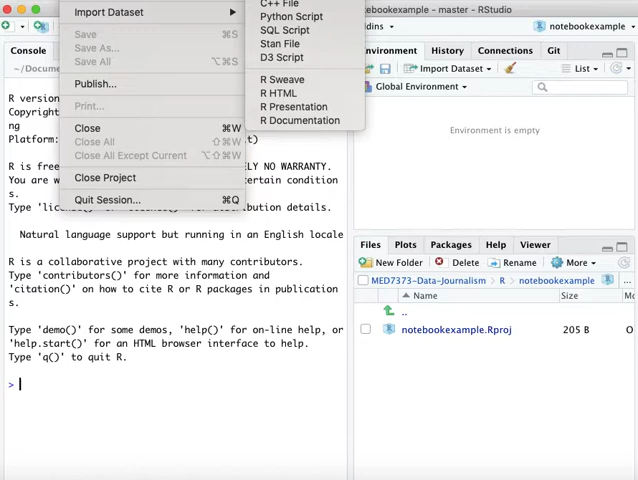 C++ File
Import Dataset
Python Script
notebookexample - master - RStudio
SQL Script
Addins
notebookexample
Save ⌘S
Stan File
Save As...
D3 Script
Save All ⌥⌘S
Console
Environment History Connections Git
Import Dataset List
Publish...
R Sweave
Global Environment
R HTML
Print...
R Presentation
R Documentation
Close ⌘W
Close All ⇧⌘W
Close All Except Current ⌥⇧⌘W
Environment is empty
Close Project
Quit Session... ⌘Q
R version
Copyright
ng
Platform:
R is free
LY NO WARRANTY.
You are w
certain condition
s.
Type 'license()' or 'licence()' for distribution details.
Natural language support but running in an English locale
R is a collaborative project with many contributors.
Type 'contributors()' for more information and
'citation()' on how to cite R or R packages in publication
s.
Type 'demo()' for some demos, 'help()' for on-line help, or
'help.start()' for an HTML browser interface to help.
Type 'q()' to quit R.
>
Files Plots Packages Help Viewer
New Folder Delete Rename More
MED7373-Data-Journalism R notebookexample ...
Name Size
..
notebookexample.Rproj 205 B